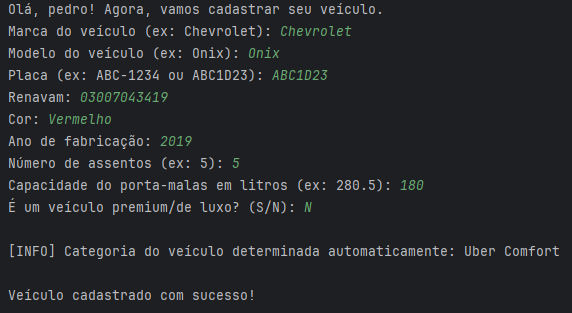 Olá, pedro! Agora, vamos cadastrar seu veículo.
Marca do veículo (ex: Chevrolet): Chevrolet
Modelo do veículo (ex: Onix): Onix
Placa (ex: ABC-1234 ou ABC1D23): ABC1D23
Renavam: 03007043419
Cor: Vermelho
Ano de fabricação: 2019
Número de assentos (ex: 5): 5
Capacidade do porta-malas em litros (ex: 280.5): 180
É um veículo premium/de luxo? (S/N): N
[INFO] Categoria do veículo determinada automaticamente: Uber Comfort
Veículo cadastrado com sucesso!